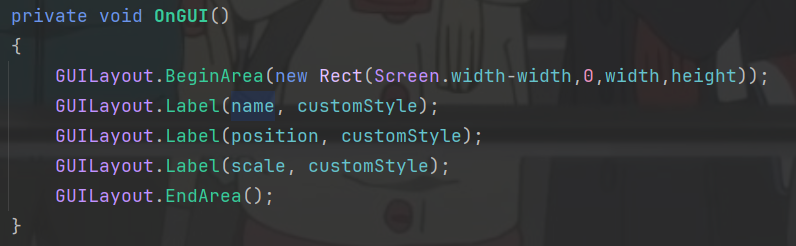 private void OnGUI()
{
    GUILayout.BeginArea(new Rect(Screen.width-width,0,width,height));
    GUILayout.Label(name, customStyle);
    GUILayout.Label(position, customStyle);
    GUILayout.Label(scale, customStyle);
    GUILayout.EndArea();
}